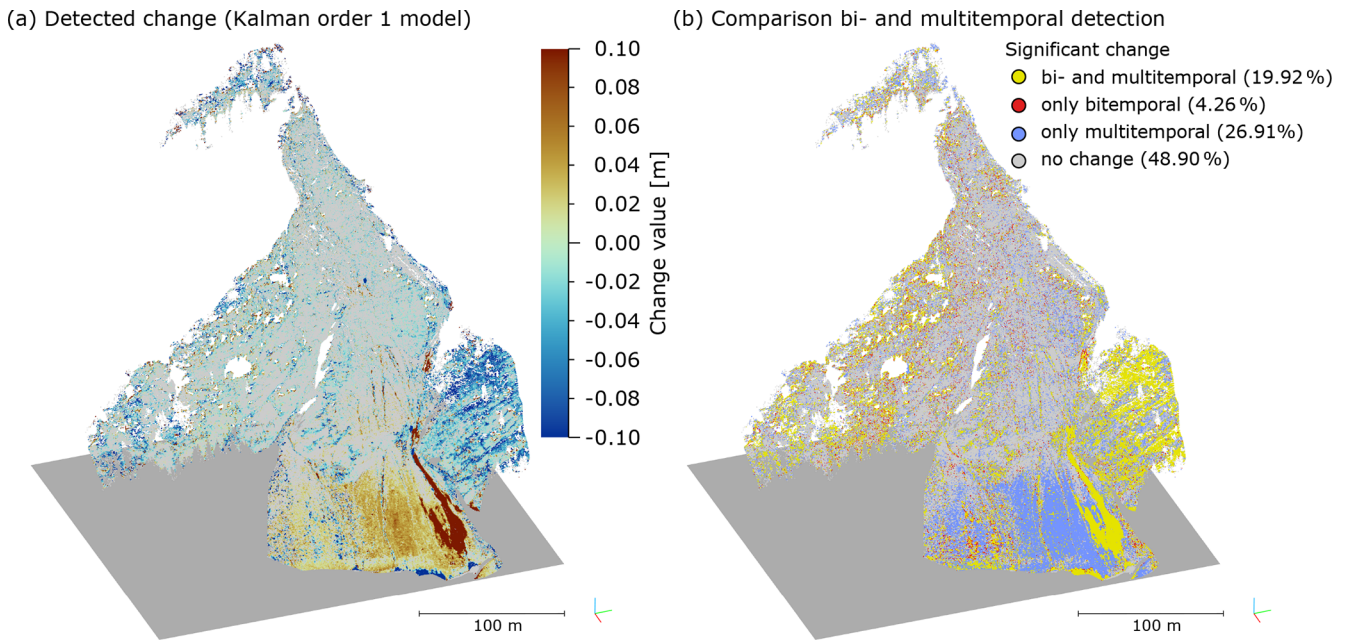 (a) Detected change (Kalman order 1 model)
0.10
0.08
0.06
0.04
0.02
0.00
-0.02
-0.04
-0.06
-0.08
-0.10
Change value [m]
100 m
(b) Comparison bi- and multitemporal detection
Significant change
bi- and multitemporal (19.92 %)
only bitemporal (4.26 %)
only multitemporal (26.91%)
no change (48.90 %)
100 m